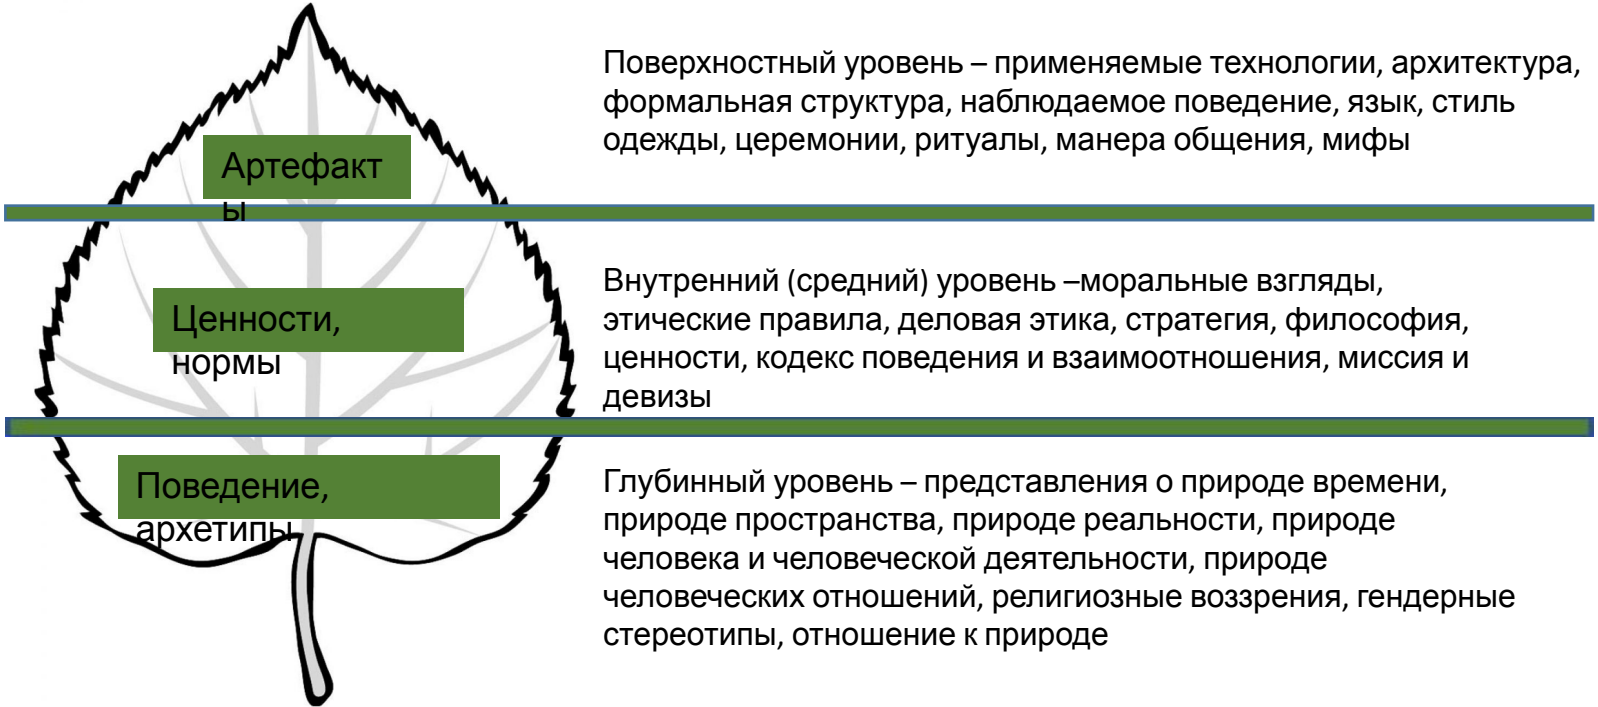 Артефакт
ы
Поверхностный уровень – применяемые технологии, архитектура,
формальная структура, наблюдаемое поведение, язык, стиль
одежды, церемонии, ритуалы, манера общения, мифы
Ценности,
нормы
Внутренний (средний) уровень –моральные взгляды,
этические правила, деловая этика, стратегия, философия,
ценности, кодекс поведения и взаимоотношения, миссия и
девизы
Поведение,
архетипы
Глубинный уровень – представления о природе времени,
природе пространства, природе реальности, природе
человека и человеческой деятельности, природе
человеческих отношений, религиозные воззрения, гендерные
стереотипы, отношение к природе